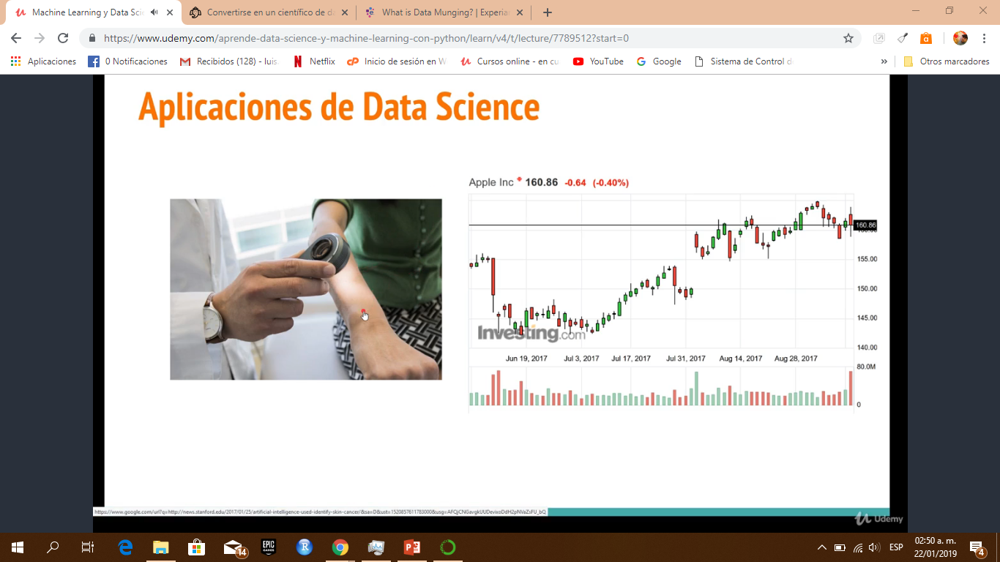 Machine Learning y Data Scie
Convertirse en un científico de da
What is Data Munging? | Experia
https://www.udemy.com/aprende-data-science-y-machine-learning-con-python/learn/v4/t/lecture/7789512?start=0
Aplicaciones
0 Notificaciones
Recibidos (128) - luis
Netflix
Inicio de sesión en W
Cursos online - en cu
YouTube
Google
Sistema de Control d
»
Otros marcadores
Aplicaciones de Data Science
Apple Inc 160.86 -0.64 (-0.40%)
160.86
160.00
155.00
150.00
145.00
140.00
Investing.com
Jun 19, 2017 Jul 3, 2017 Jul 17, 2017 Jul 31, 2017 Aug 14, 2017 Aug 28, 2017
80.0M
0
https://www.google.com/url?q=http://news.stanford.edu/2017/01/25/artificial-intelligence-used-identify-skin-cancer/&sa=D&ust=1520857611783000&usg=AFQjCNGavgkUUDevixoDdH2pNVaZsFU_bQ
Udemy
14
EPIC GAMES
ESP
02:50 a. m.
22/01/2019
4